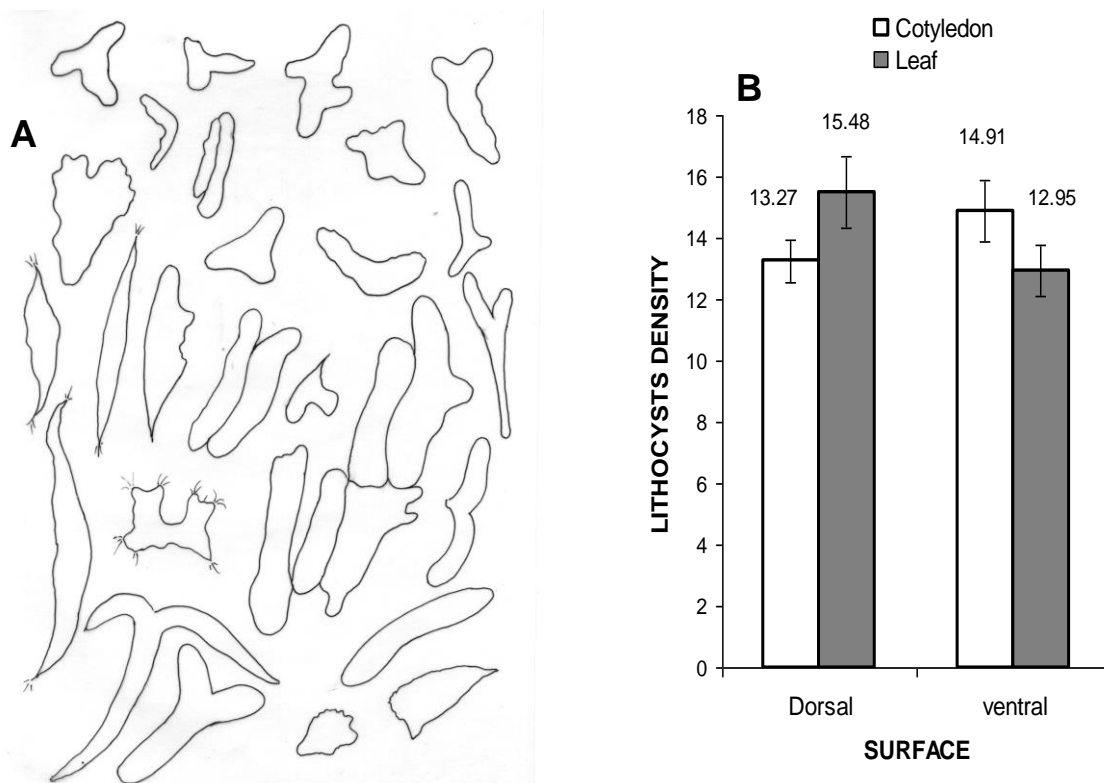 A
Cotyledon
Leaf
B
18
16
14
12
10
8
6
4
2
0
LITHOCYSTS DENSITY
13.27
15.48
14.91
12.95
Dorsal
ventral
SURFACE